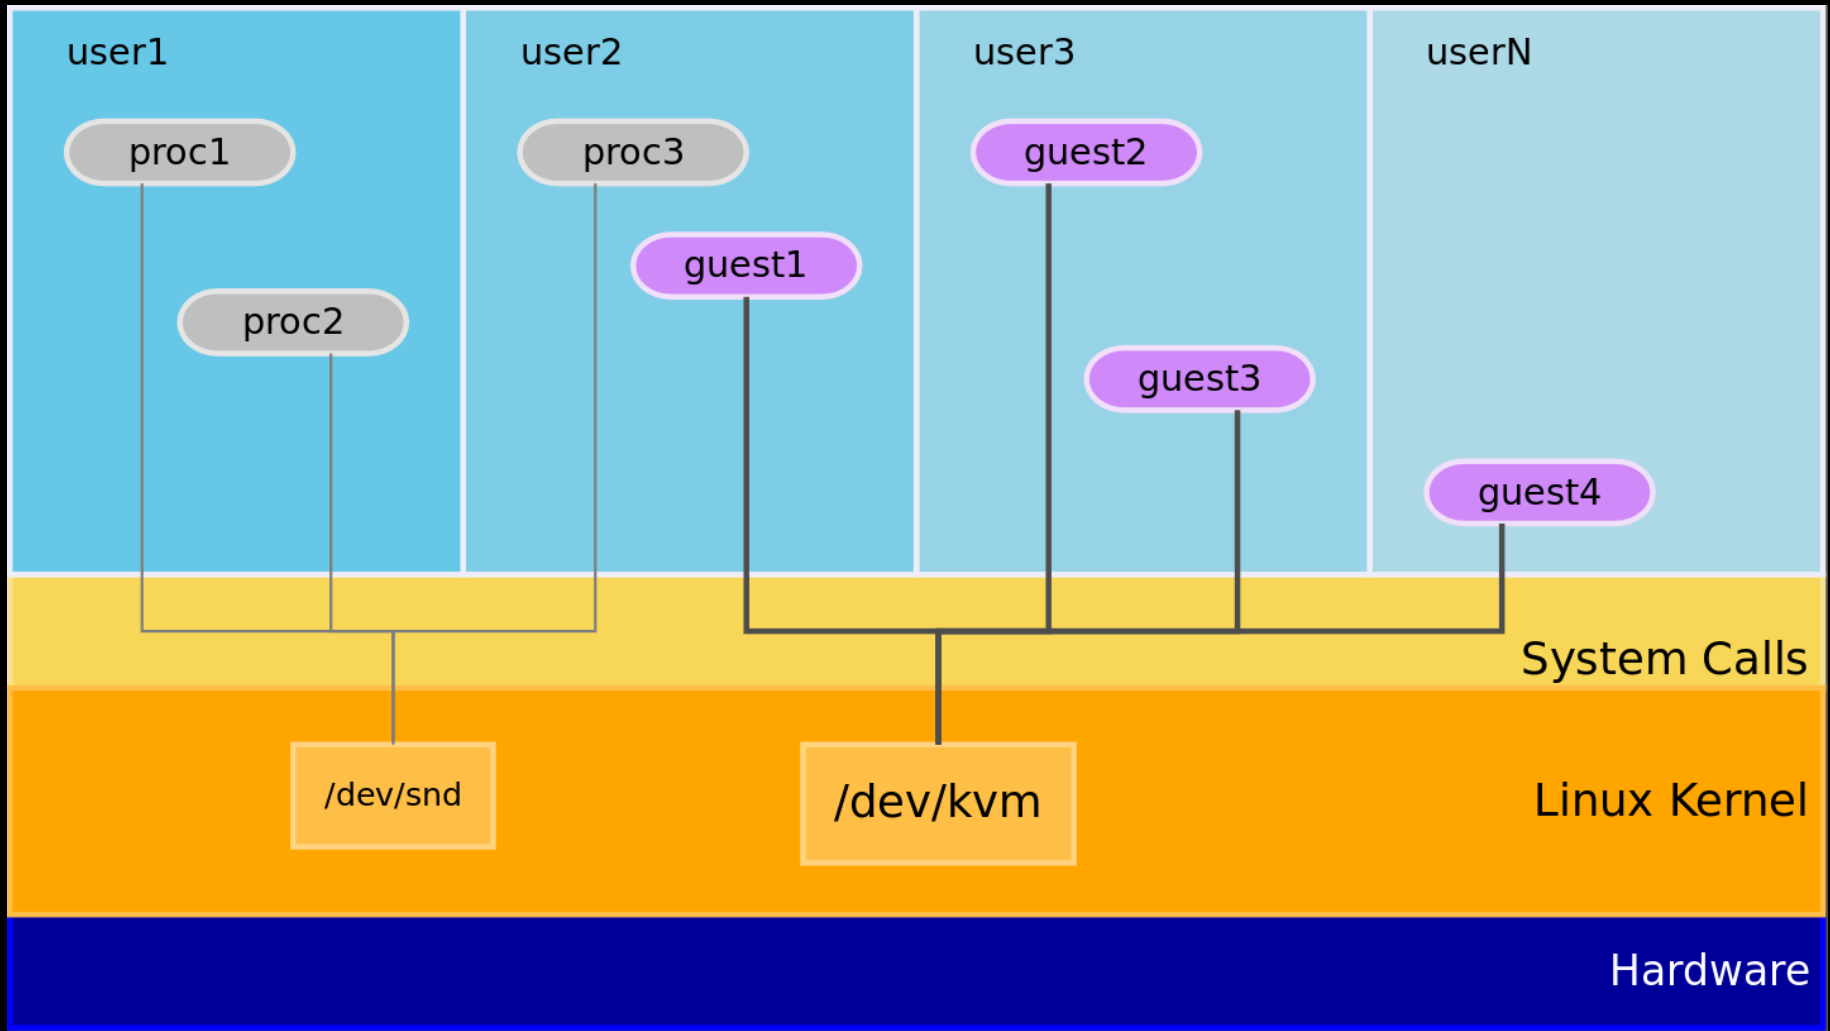 user1
user2
user3
userN
proc1
proc3
guest2
guest1
proc2
guest3
guest4
System Calls
/dev/snd
/dev/kvm
Linux Kernel
Hardware